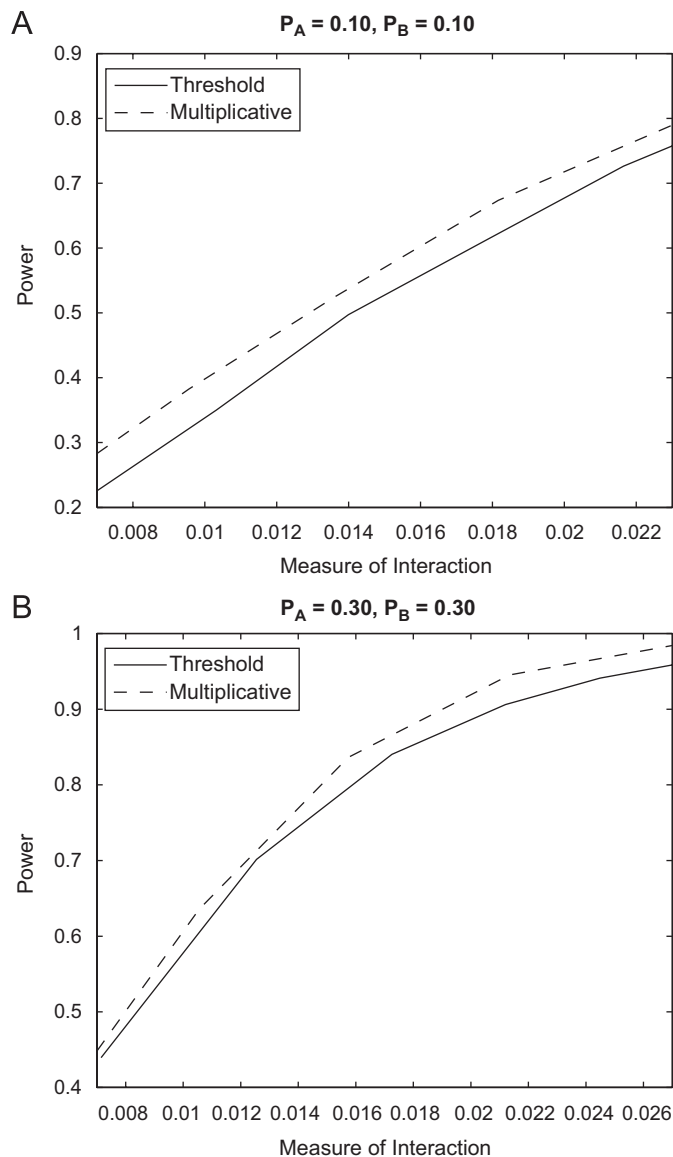 A
P_A = 0.10, P_B = 0.10
0.9
Threshold
Multiplicative
0.8
0.7
0.6
Power
0.5
0.4
0.3
0.2
0.008 0.01 0.012 0.014 0.016 0.018 0.02 0.022
Measure of Interaction
B
P_A = 0.30, P_B = 0.30
1
Threshold
Multiplicative
0.9
0.8
0.7
Power
0.6
0.5
0.4
0.008 0.01 0.012 0.014 0.016 0.018 0.02 0.022 0.024 0.026
Measure of Interaction